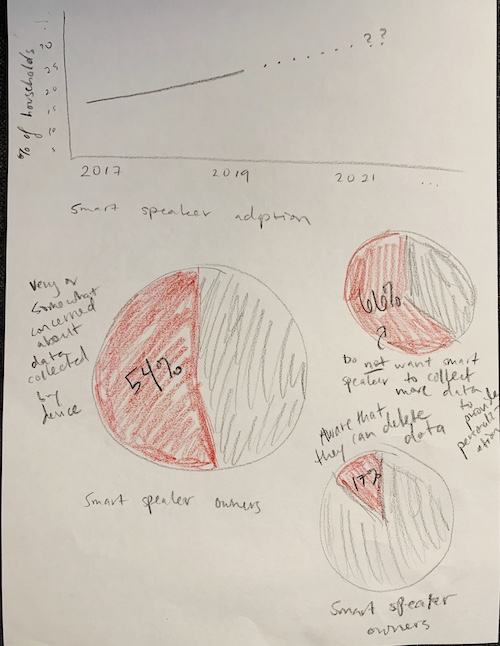 % of households
30
25
20
15
10
5
? ?
2017 2019 2021 ...
Smart speaker adoption
Very or
somewhat
concerned
about
data
collected
by
device
54%
Smart speaker owners
66%
Do not want smart
speaker to collect
more data
to
provide
personaliz
ation
Aware that
they can delete
data
Smart speaker
owners